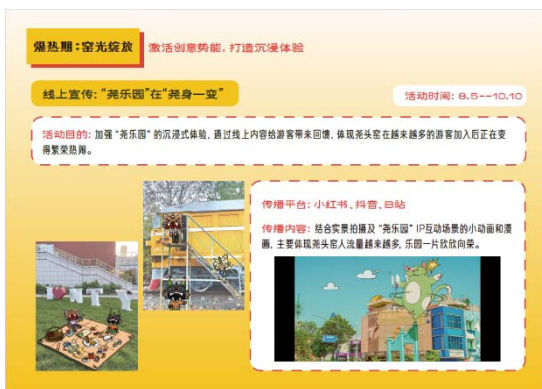 爆热期:窑光绽放
激活创意势能,打造沉浸体验
线上宣传:“尧乐园”在“尧身一变”
活动时间: 8.5--10.10
活动目的: 加强 “尧乐园” 的沉浸式体验, 通过线上内容给游客带来回馈, 体现尧头窑在越来越多的游客加入后正在变
得繁荣热闹。
传播平台: 小红书、抖音、B站
传播内容: 结合实景拍摄及 “尧乐园” IP互动场景的小动画和漫
画, 主要体现尧头窑人流量越来越多, 乐园一片欣欣向荣。